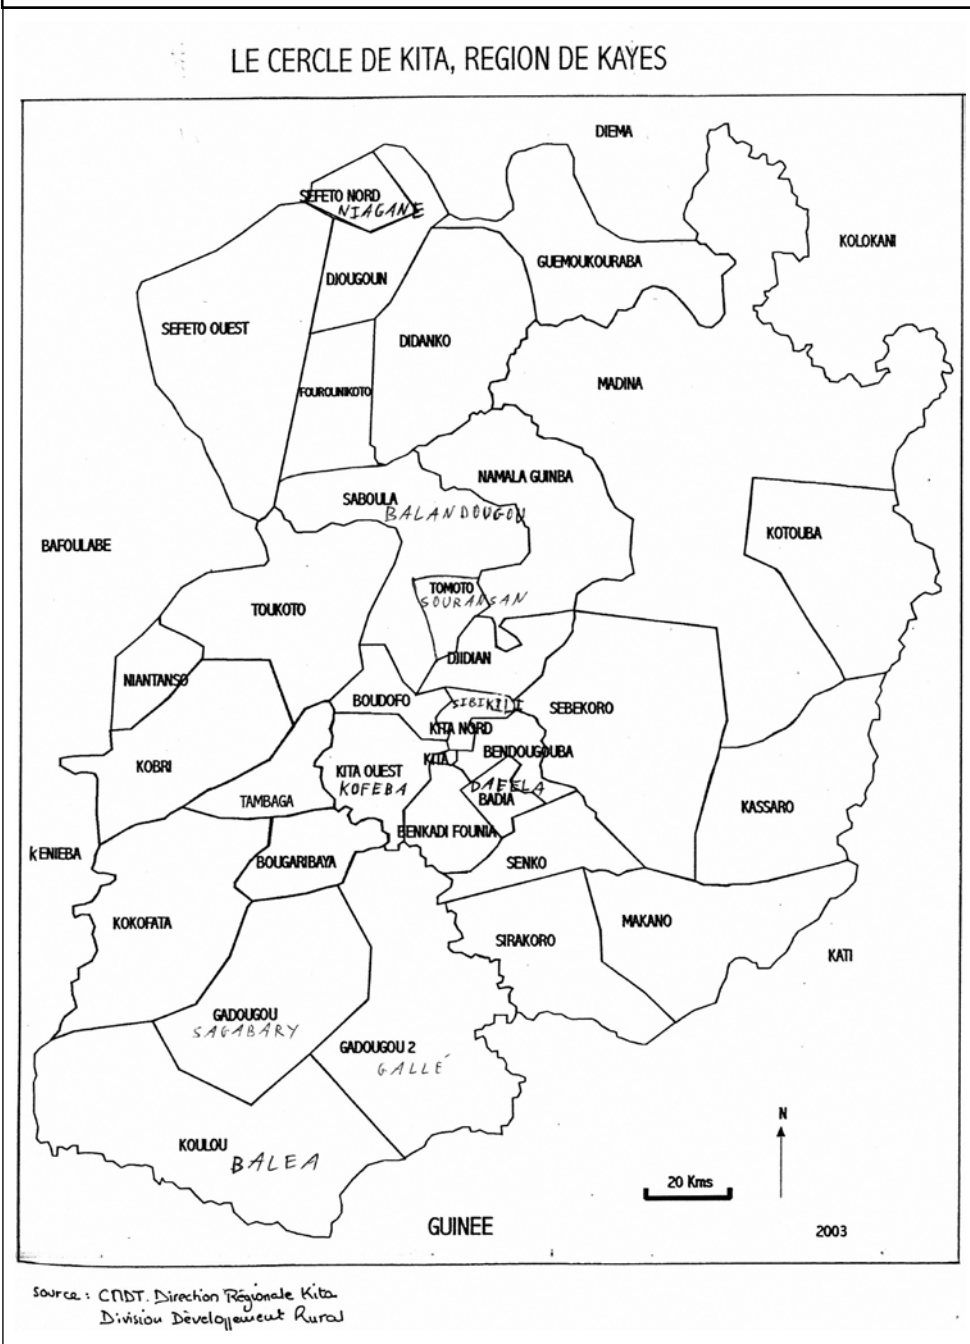 LE CERCLE DE KITA, REGION DE KAYES
DIEMA
SEFETO NORD
NIAGANE
KOLOKANI
GUEMOUKOURABA
DJOUGOUN
SEFETO OUEST
DIDANKO
MADINA
FOUROUNIKOTO
NAMALA GUINBA
SABOULA
BALANDOUGOU
KOTOUBA
BAFOULABE
TOMOTO
SOURANSAN
TOUKOTO
DJIDIAN
NIANTANSO
BOUDOFO
SIBIKILI
SEBEKORO
KITA NORD
BENDOUGOUBA
KITA
KOBRI
KITA OUEST
KOFEBA
DAFELA
BADIA
TAMBAGA
KASSARO
BENKADI FOUNIA
KENIEBA
BOUGARIBAYA
SENKO
KOKOFATA
MAKANO
SIRAKORO
KATI
GADOUGOU
SAGABARY
GADOUGOU 2
GALLÉ
N
KOULOU
BALEA
20 Kms
GUINEE
2003
Source : CMDT. Direction Régionale Kita
Division Développement Rural